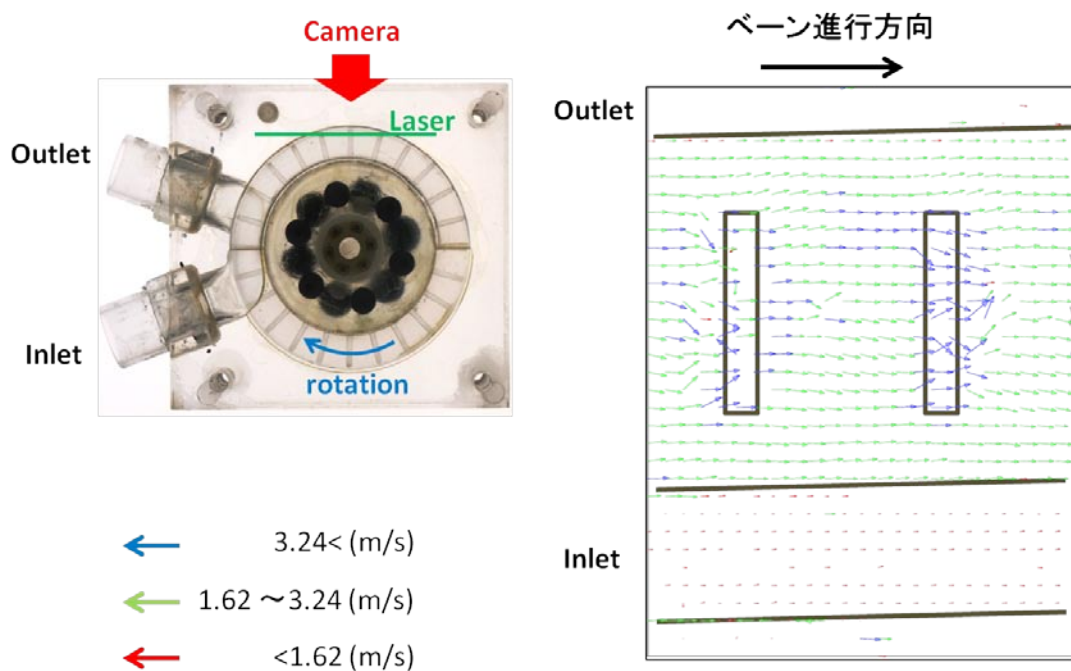 Camera
Laser
Outlet
Inlet
rotation
3.24< (m/s)
1.62 ～3.24 (m/s)
<1.62 (m/s)
ベーン進行方向
Outlet
Inlet